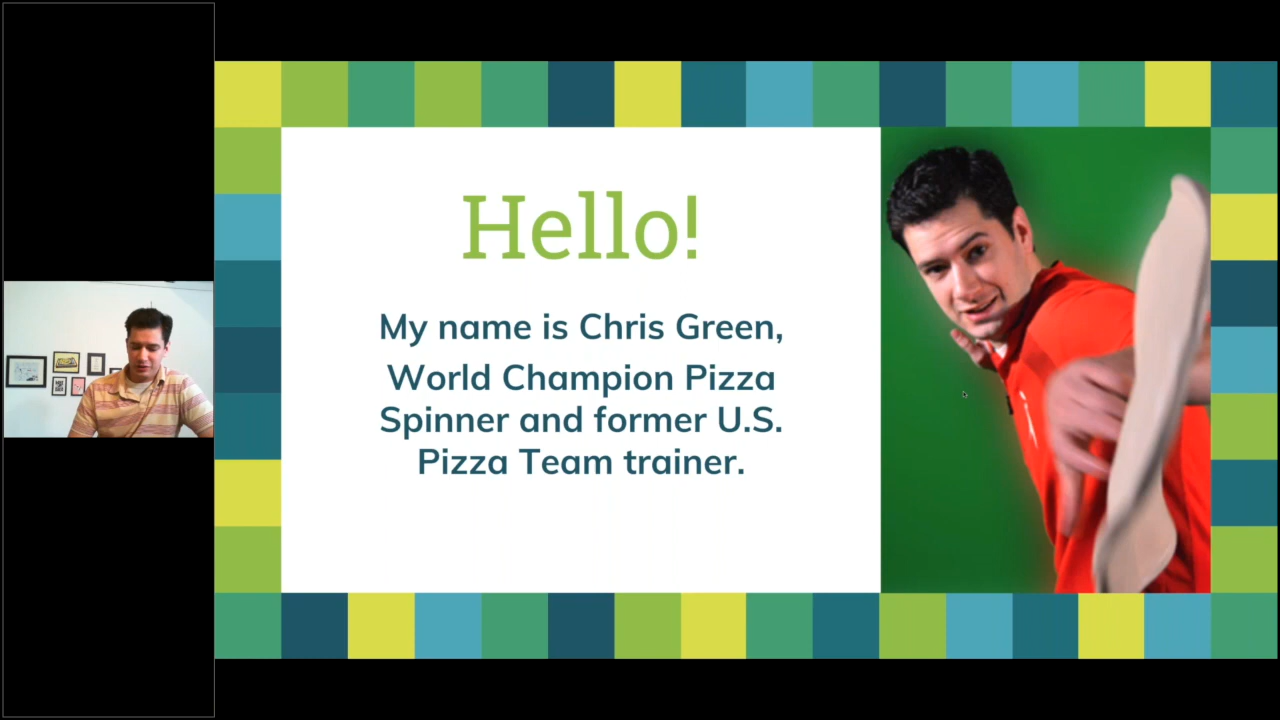 Hello!
My name is Chris Green,
World Champion Pizza
Spinner and former U.S.
Pizza Team trainer.